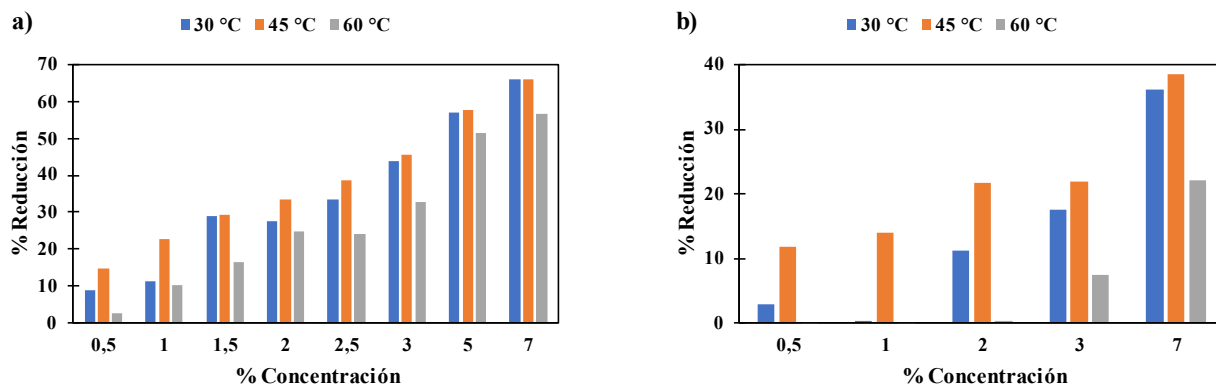 a)
30 °C 45 °C 60 °C
% Reducción
70
60
50
40
30
20
10
0
0,5 1 1,5 2 2,5 3 5 7
% Concentración
b)
30 °C 45 °C 60 °C
% Reducción
40
30
20
10
0
0,5 1 2 3 7
% Concentración